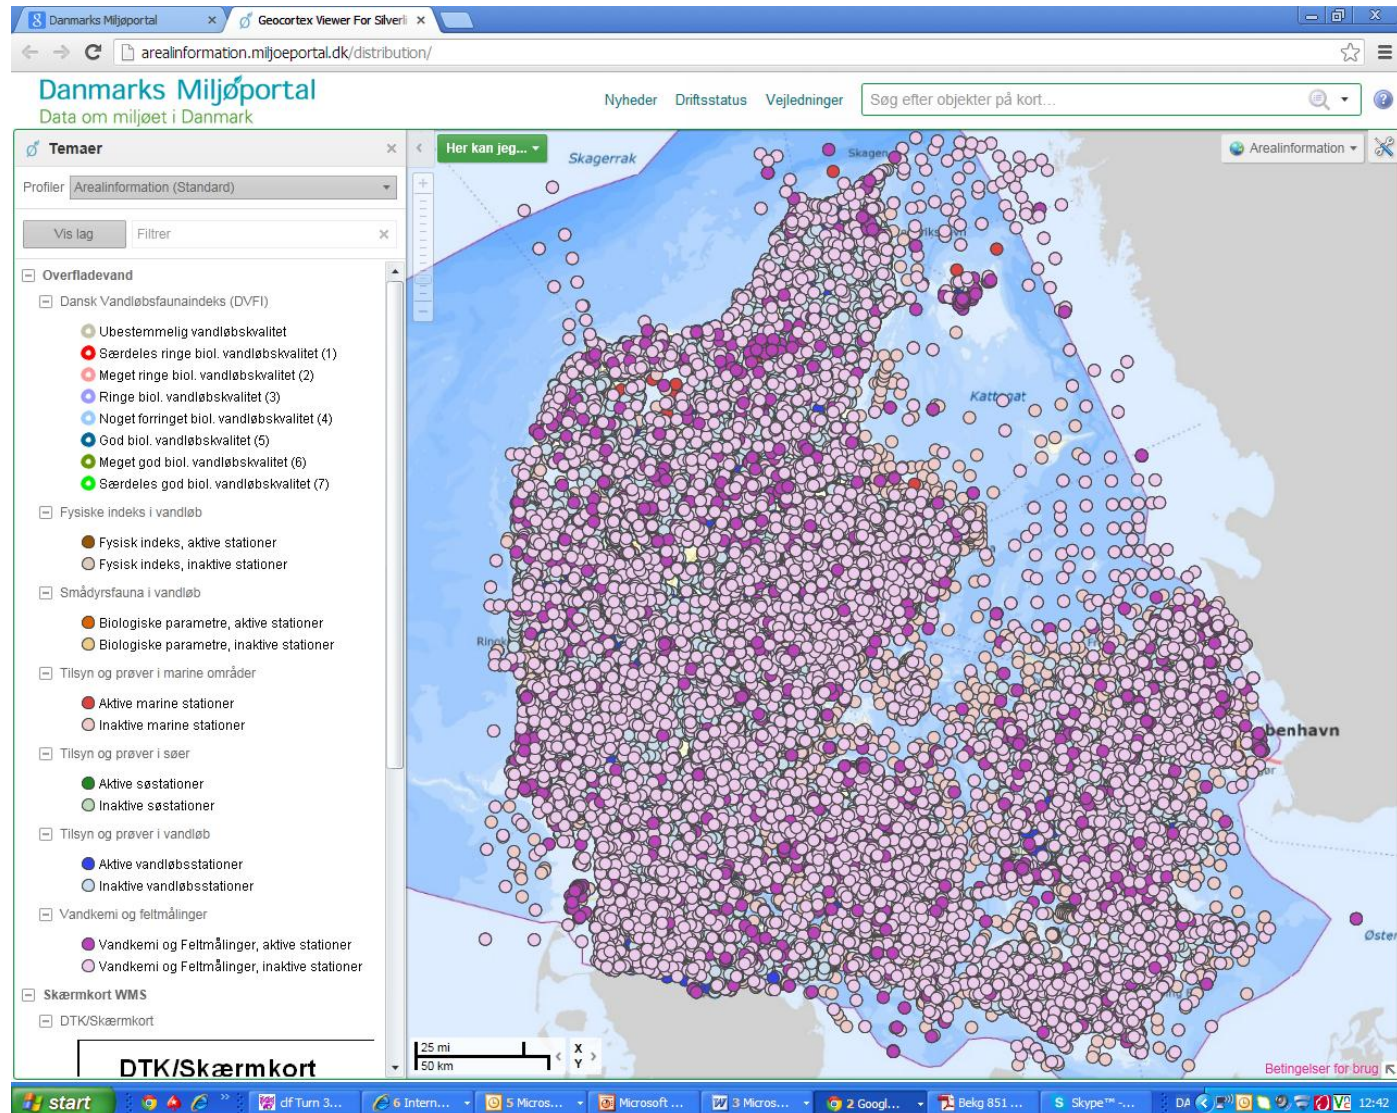 Danmarks Miljøportal
Geocortex Viewer For Silverli
arealinformation.miljoeportal.dk/distribution/
Danmarks Miljøportal
Data om miljøet i Danmark
Nyheder Driftsstatus Vejledninger Søg efter objekter på kort...
Temaer
Profiler Arealinformation (Standard)
Vis lag Filtrer
Overfladevand
Dansk Vandløbsfaunaindeks (DVFI)
Ubestemmelig vandløbskvalitet
Særdeles ringe biol. vandløbskvalitet (1)
Meget ringe biol. vandløbskvalitet (2)
Ringe biol. vandløbskvalitet (3)
Noget forringet biol. vandløbskvalitet (4)
God biol. vandløbskvalitet (5)
Meget god biol. vandløbskvalitet (6)
Særdeles god biol. vandløbskvalitet (7)
Fysiske indeks i vandløb
Fysisk indeks, aktive stationer
Fysisk indeks, inaktive stationer
Smådyrsfauna i vandløb
Biologiske parametre, aktive stationer
Biologiske parametre, inaktive stationer
Tilsyn og prøver i marine områder
Aktive marine stationer
Inaktive marine stationer
Tilsyn og prøver i søer
Aktive søstationer
Inaktive søstationer
Tilsyn og prøver i vandløb
Aktive vandløbsstationer
Inaktive vandløbsstationer
Vandkemi og feltmålinger
Vandkemi og Feltmålinger, aktive stationer
Vandkemi og Feltmålinger, inaktive stationer
Skærmkort WMS
DTK/Skærmkort
DTK/Skærmkort
Her kan jeg...
Arealinformation
Skagerrak
Skagen
Kattegat
benhavn
Øster
25 mi
50 km
X
Y
Betingelser for brug
start
df Turn 3...
6 Intern...
5 Micros...
Microsoft ...
3 Micros...
2 Googl...
Bekg 851 ...
Skype™ -...
DA
12:42